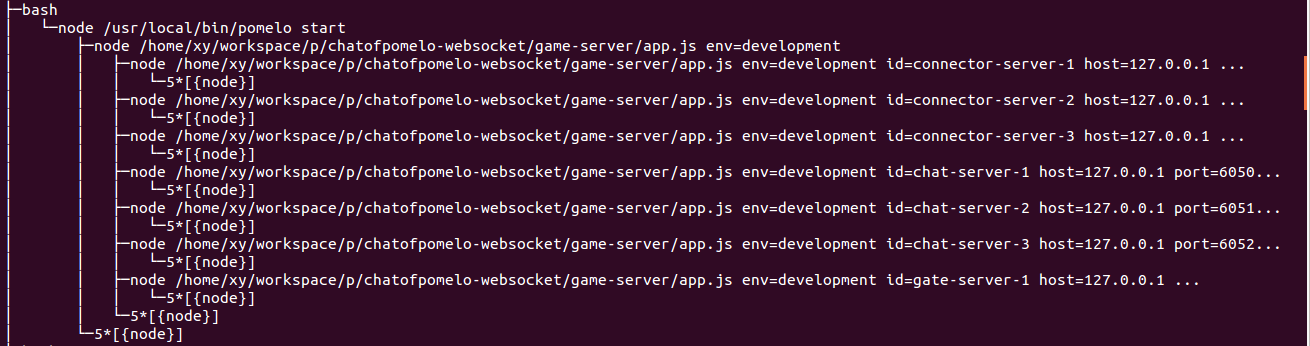 ├─bash
│   └─node /usr/local/bin/pomelo start
│       ├─node /home/xy/workspace/p/chatofpomelo-websocket/game-server/app.js env=development
│       │   ├─node /home/xy/workspace/p/chatofpomelo-websocket/game-server/app.js env=development id=connector-server-1 host=127.0.0.1 ...
│       │   │   └─5*[{node}]
│       │   ├─node /home/xy/workspace/p/chatofpomelo-websocket/game-server/app.js env=development id=connector-server-2 host=127.0.0.1 ...
│       │   │   └─5*[{node}]
│       │   ├─node /home/xy/workspace/p/chatofpomelo-websocket/game-server/app.js env=development id=connector-server-3 host=127.0.0.1 ...
│       │   │   └─5*[{node}]
│       │   ├─node /home/xy/workspace/p/chatofpomelo-websocket/game-server/app.js env=development id=chat-server-1 host=127.0.0.1 port=6050...
│       │   │   └─5*[{node}]
│       │   ├─node /home/xy/workspace/p/chatofpomelo-websocket/game-server/app.js env=development id=chat-server-2 host=127.0.0.1 port=6051...
│       │   │   └─5*[{node}]
│       │   ├─node /home/xy/workspace/p/chatofpomelo-websocket/game-server/app.js env=development id=chat-server-3 host=127.0.0.1 port=6052...
│       │   │   └─5*[{node}]
│       │   ├─node /home/xy/workspace/p/chatofpomelo-websocket/game-server/app.js env=development id=gate-server-1 host=127.0.0.1 ...
│       │   │   └─5*[{node}]
│       │   └─5*[{node}]
│       └─5*[{node}]